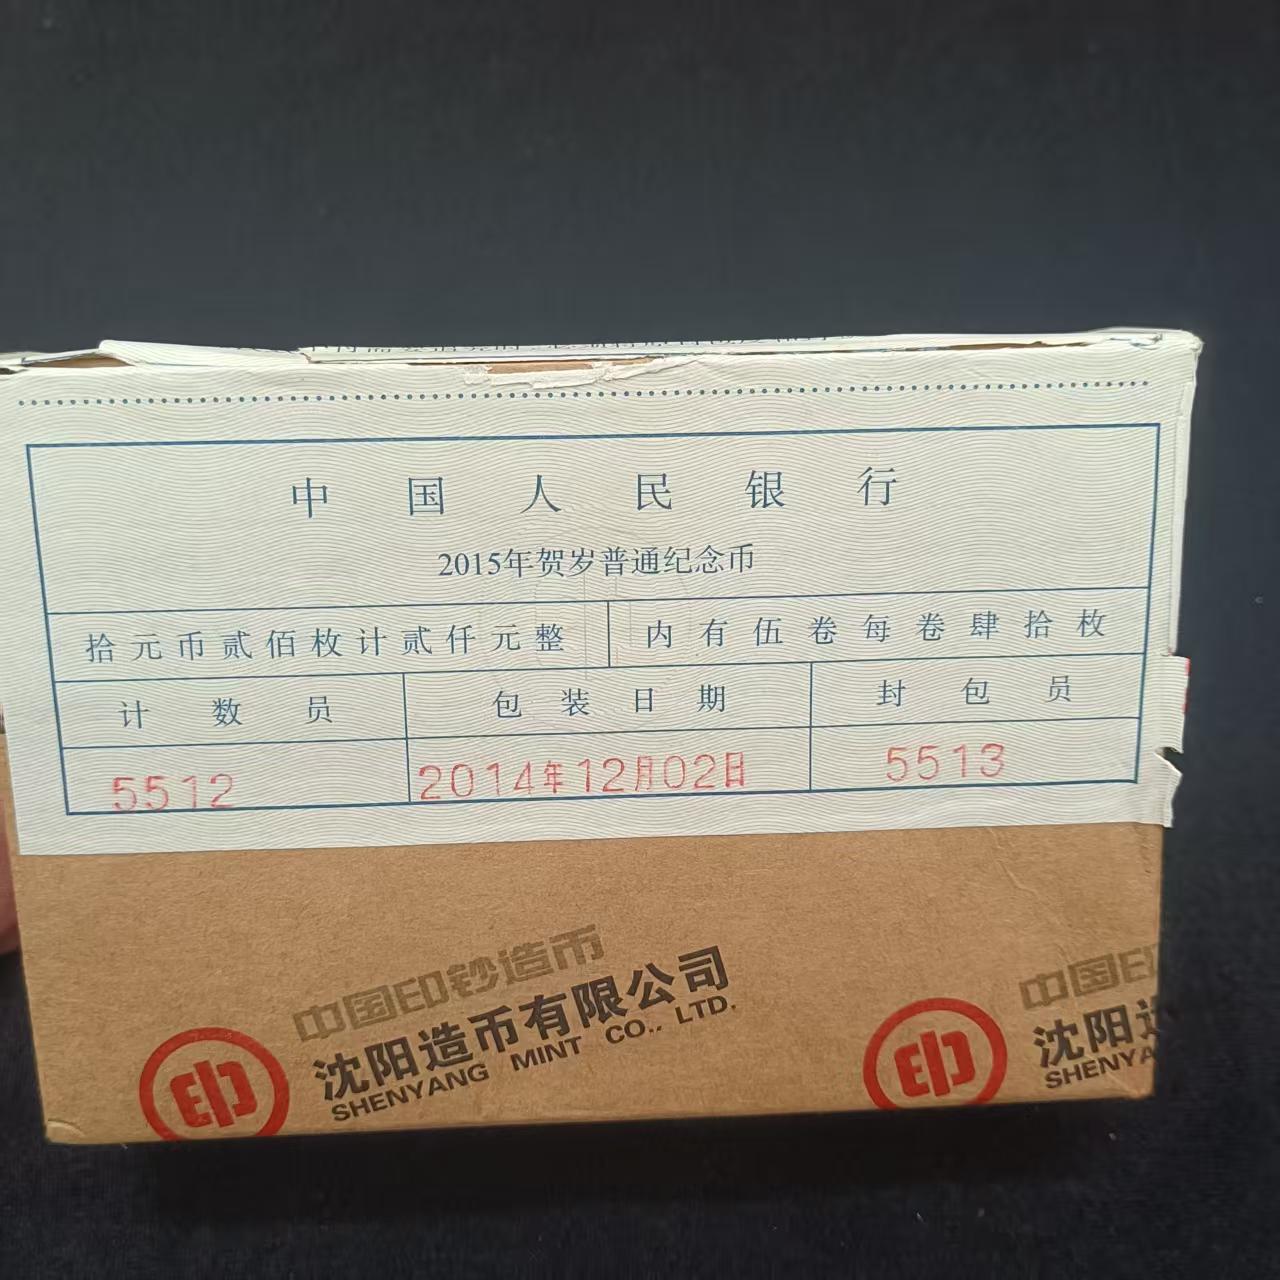 中国人民银行
2015年贺岁普通纪念币
拾元币贰佰枚计贰仟元整 内有伍卷每卷肆拾枚
计数员 包装日期 封包员
5512 2014年12月02日 5513
中国印钞造币
沈阳造币有限公司
SHENYANG MINT CO., LTD.
中国印
沈阳造
SHENYA